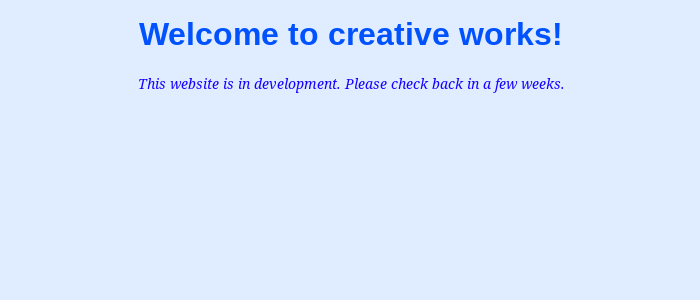 Welcome to creative works!
This website is in development. Please check back in a few weeks.